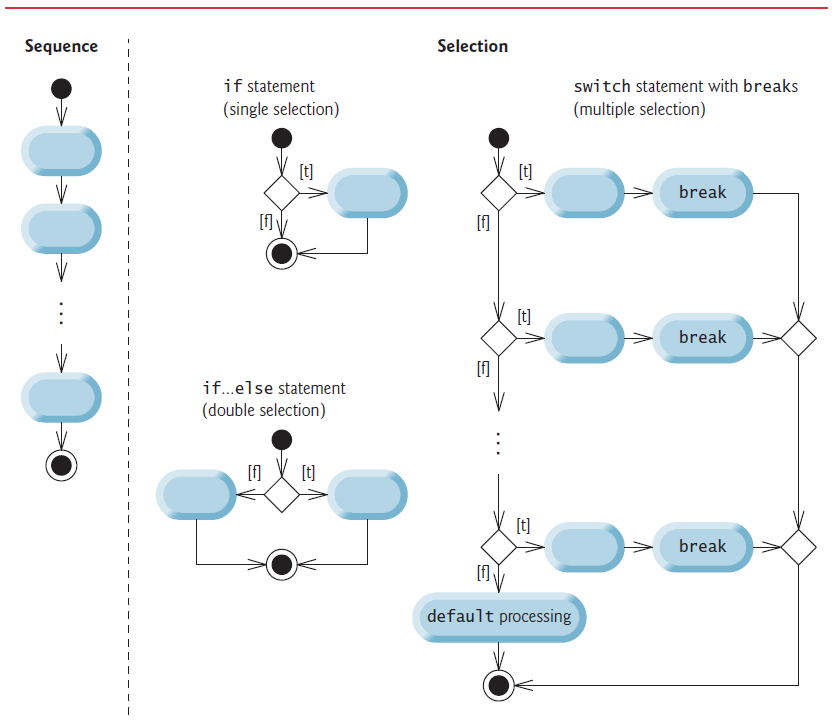 Sequence
Selection
if statement
(single selection)
[t]
[f]
if...else statement
(double selection)
[f]
[t]
switch statement with breaks
(multiple selection)
[t]
break
[f]
[t]
break
[f]
[t]
break
[f]
default processing